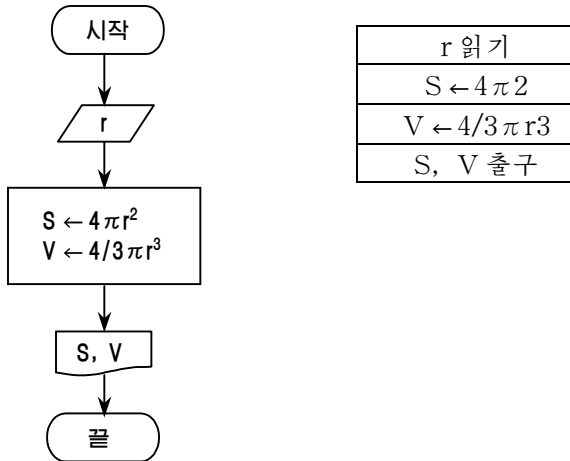 시작
r
S ← 4πr²
V ← 4/3πr³
S, V
끝
r 읽기
S ← 4π2
V ← 4/3πr3
S, V 출구